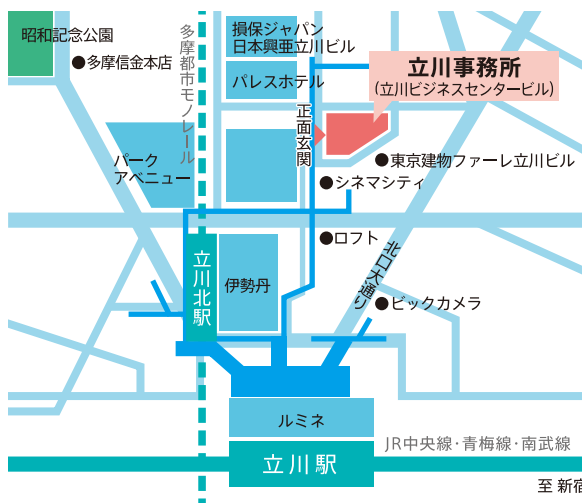 昭和記念公園
●多摩信金本店
多摩都市モノレール
損保ジャパン
日本興亜立川ビル
パレスホテル
立川事務所
(立川ビジネスセンタービル)
正面玄関
●東京建物ファーレ立川ビル
パーク
アベニュー
●シネマシティ
●ロフト
北口大通り
立川北駅
伊勢丹
●ビックカメラ
ルミネ
JR中央線・青梅線・南武線
立川駅
至 新宿